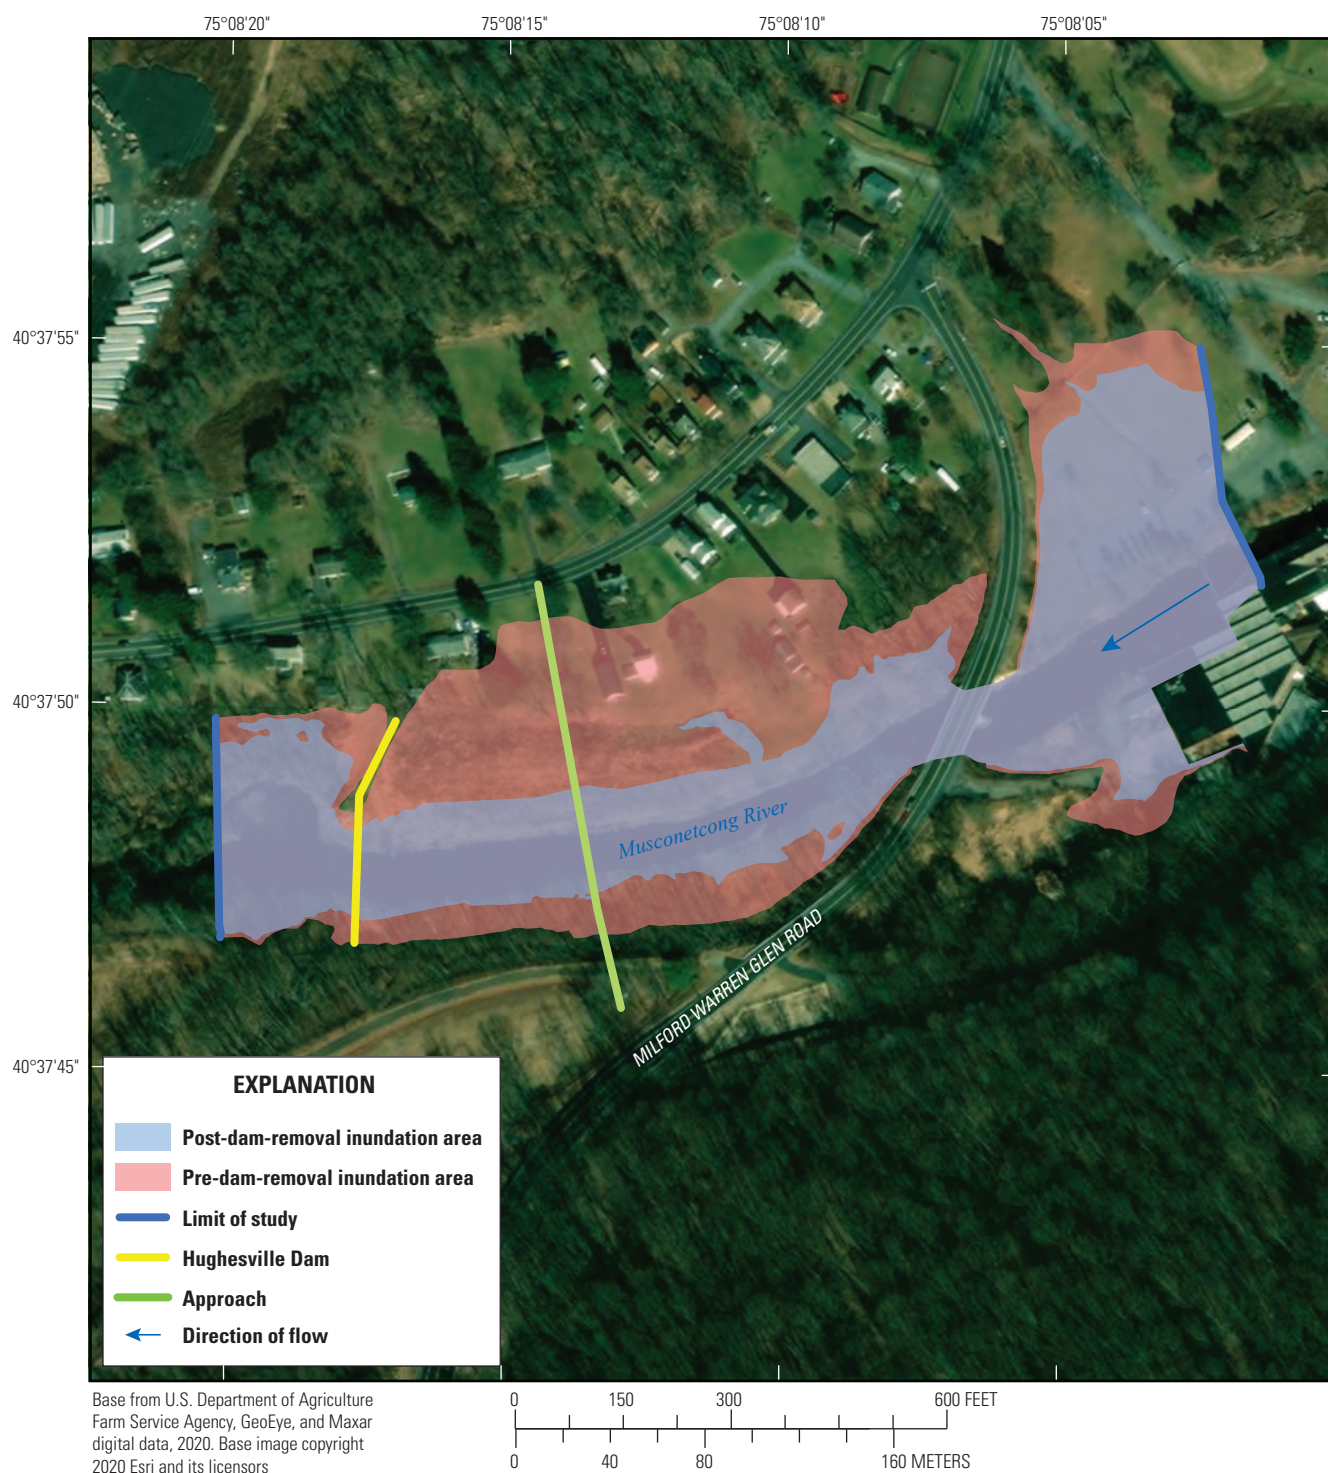 75°08'20"
75°08'15"
75°08'10"
75°08'05"
40°37'55"
40°37'50"
40°37'45"
Musconetcong River
MILFORD WARREN GLEN ROAD
EXPLANATION
Post-dam-removal inundation area
Pre-dam-removal inundation area
Limit of study
Hughesville Dam
Approach
Direction of flow
Base from U.S. Department of Agriculture
Farm Service Agency, GeoEye, and Maxar
digital data, 2020. Base image copyright
2020 Esri and its licensors
0 150 300 600 FEET
0 40 80 160 METERS